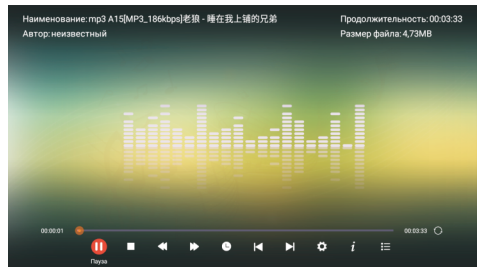 Наименование: mp3 A15[MP3_186kbps]老狼 - 睡在我上铺的兄弟
Продолжительность: 00:03:33
Автор: неизвестный
Размер файла: 4,73MB
00:00:01
00:03:33
Пауза